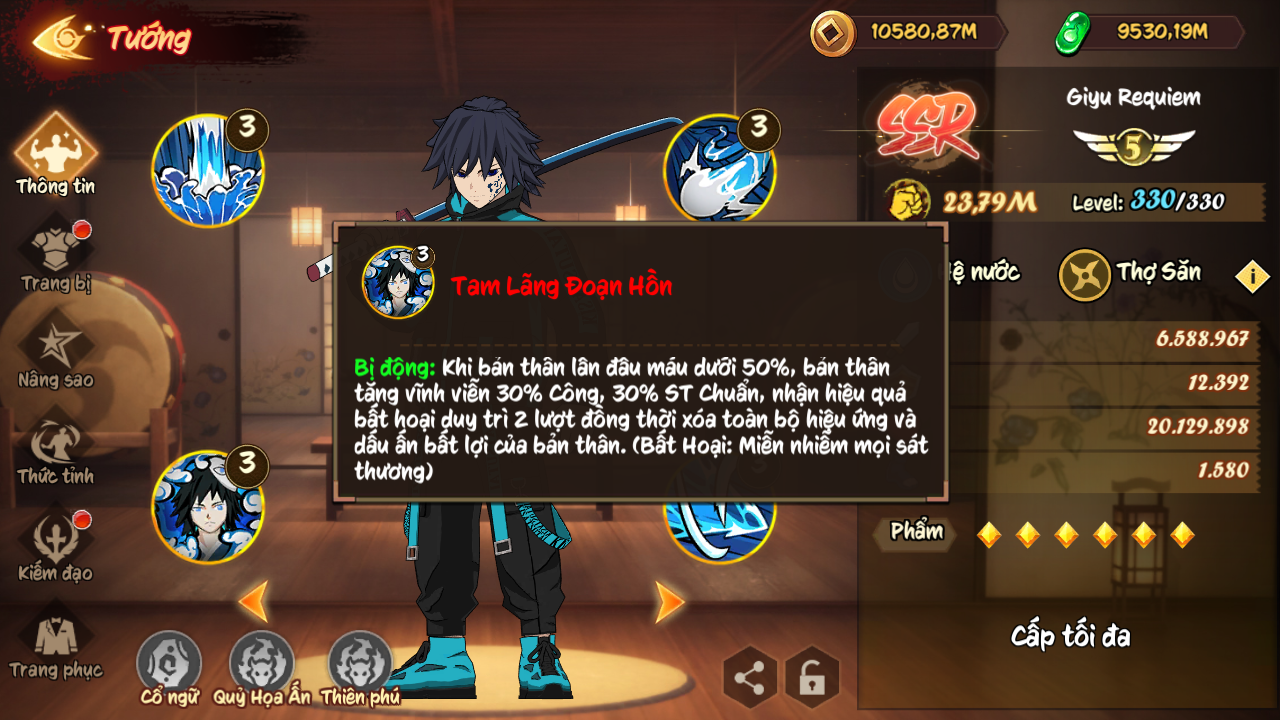 Tướng
10580,87M
9530,19M
SSR
Giyu Requiem
5
23,79M
Level: 330/330
Thông tin
3
3
Trang bị
ệ nước
Thợ Săn
3
Tam Lãng Đoạn Hồn
Bị động: Khi bản thân lần đầu máu dưới 50%, bản thân
tăng vĩnh viễn 30% Công, 30% ST Chuẩn, nhận hiệu quả
bất hoại duy trì 2 lượt đồng thời xóa toàn bộ hiệu ứng và
dấu ấn bất lợi của bản thân. (Bất Hoại: Miễn nhiễm mọi sát
thương)
6.588.967
12.392
20.129.898
1.580
Nâng sao
Thức tỉnh
3
Phẩm
Kiếm đạo
Cấp tối đa
Trang phục
Cổ ngữ
Quỷ Họa Ấn
Thiên phú